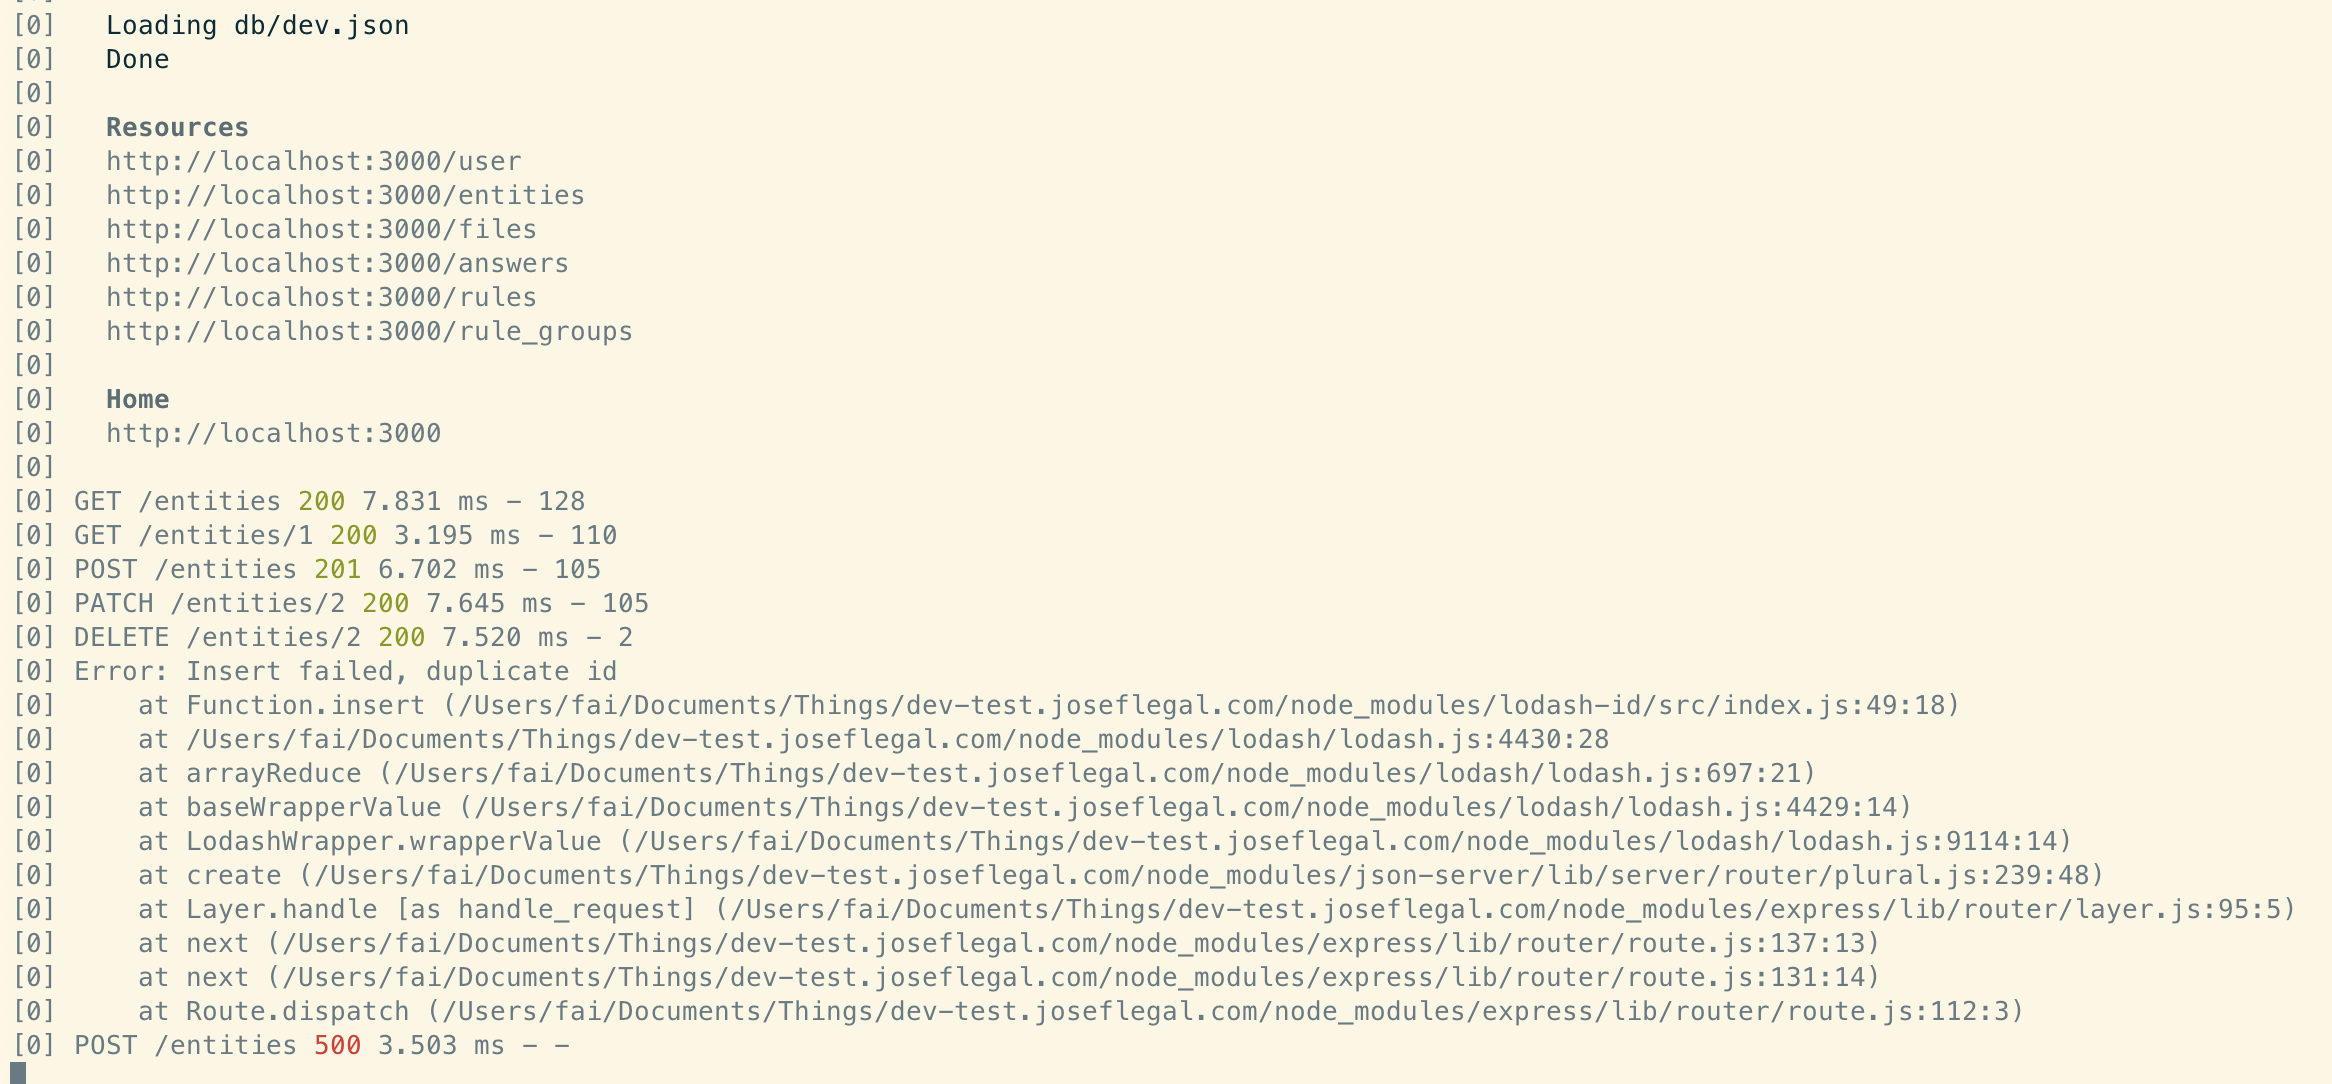 [0]   Loading db/dev.json
[0]   Done
[0]
[0]   Resources
[0]   http://localhost:3000/user
[0]   http://localhost:3000/entities
[0]   http://localhost:3000/files
[0]   http://localhost:3000/answers
[0]   http://localhost:3000/rules
[0]   http://localhost:3000/rule_groups
[0]
[0]   Home
[0]   http://localhost:3000
[0]
[0] GET /entities 200 7.831 ms - 128
[0] GET /entities/1 200 3.195 ms - 110
[0] POST /entities 201 6.702 ms - 105
[0] PATCH /entities/2 200 7.645 ms - 105
[0] DELETE /entities/2 200 7.520 ms - 2
[0] Error: Insert failed, duplicate id
[0]     at Function.insert (/Users/fai/Documents/Things/dev-test.joseflegal.com/node_modules/lodash-id/src/index.js:49:18)
[0]     at /Users/fai/Documents/Things/dev-test.joseflegal.com/node_modules/lodash/lodash.js:4430:28
[0]     at arrayReduce (/Users/fai/Documents/Things/dev-test.joseflegal.com/node_modules/lodash/lodash.js:697:21)
[0]     at baseWrapperValue (/Users/fai/Documents/Things/dev-test.joseflegal.com/node_modules/lodash/lodash.js:4429:14)
[0]     at LodashWrapper.wrapperValue (/Users/fai/Documents/Things/dev-test.joseflegal.com/node_modules/lodash/lodash.js:9114:14)
[0]     at create (/Users/fai/Documents/Things/dev-test.joseflegal.com/node_modules/json-server/lib/server/router/plural.js:239:48)
[0]     at Layer.handle [as handle_request] (/Users/fai/Documents/Things/dev-test.joseflegal.com/node_modules/express/lib/router/layer.js:95:5)
[0]     at next (/Users/fai/Documents/Things/dev-test.joseflegal.com/node_modules/express/lib/router/route.js:137:13)
[0]     at next (/Users/fai/Documents/Things/dev-test.joseflegal.com/node_modules/express/lib/router/route.js:131:14)
[0]     at Route.dispatch (/Users/fai/Documents/Things/dev-test.joseflegal.com/node_modules/express/lib/router/route.js:112:3)
[0] POST /entities 500 3.503 ms - -